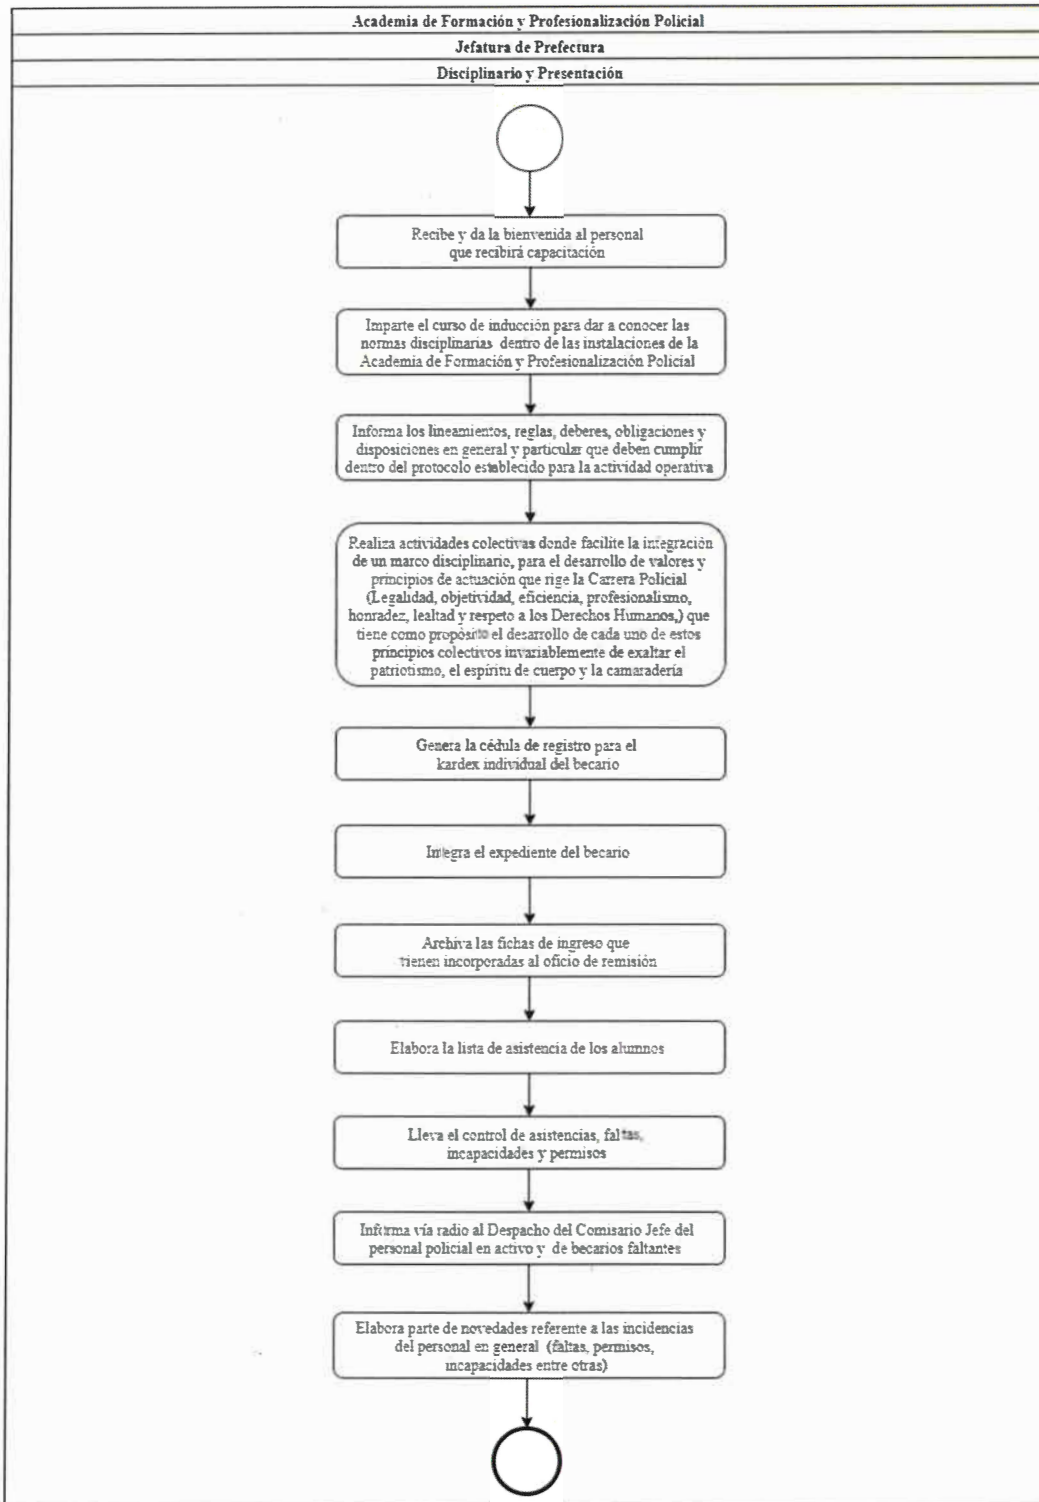 Academia de Formación y Profesionalización Policial
Jefatura de Prefectura
Disciplinario y Presentación
Recibe y da la bienvenida al personal
que recibirá capacitación
Imparte el curso de inducción para dar a conocer las
normas disciplinarias dentro de las instalaciones de la
Academia de Formación y Profesionalización Policial
Informa los lineamientos, reglas, deberes, obligaciones y
disposiciones en general y particular que deben cumplir
dentro del protocolo establecido para la actividad operativa
Realiza actividades colectivas donde facilite la integración
de un marco disciplinario, para el desarrollo de valores y
principios de actuación que rige la Carrera Policial
(Legalidad, objetividad, eficiencia, profesionalismo,
honradez, lealtad y respeto a los Derechos Humanos,) que
tiene como propósito el desarrollo de cada uno de estos
principios colectivos invariablemente de exaltar el
patriotismo, el espíritu de cuerpo y la camaradería
Genera la cédula de registro para el
kardex individual del becario
Integra el expediente del becario
Archiva las fichas de ingreso que
tienen incorporadas al oficio de remisión
Elabora la lista de asistencia de los alumnos
Lleva el control de asistencias, faltas,
incapacidades y permisos
Informa vía radio al Despacho del Comisario Jefe del
personal policial en activo y de becarios faltantes
Elabora parte de novedades referente a las incidencias
del personal en general (faltas, permisos,
incapacidades entre otras)